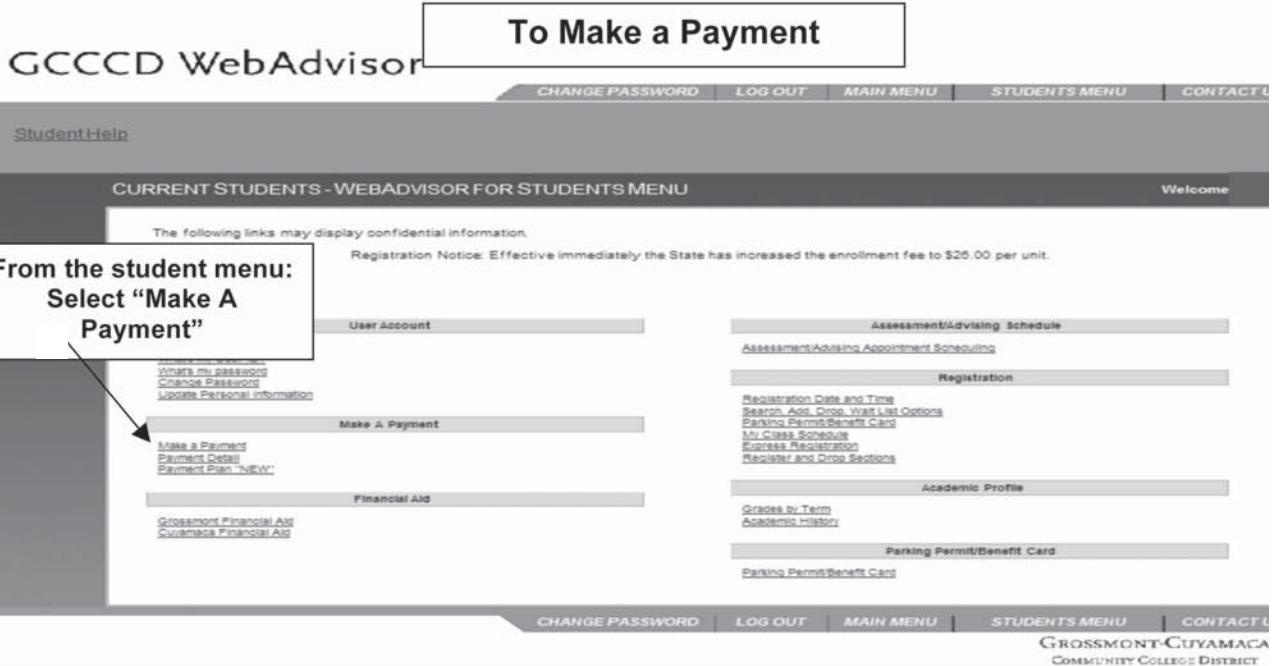 To Make a Payment
GCCCD WebAdvisor
CHANGE PASSWORD LOG OUT MAIN MENU STUDENTS MENU CONTACT U
Student Help
CURRENT STUDENTS - WEBADVISOR FOR STUDENTS MENU Welcome
The following links may display confidential information.
Registration Notice: Effective immediately the State has increased the enrollment fee to $26.00 per unit.
From the student menu:
Select “Make A
Payment”
User Account
What's my password
Change Password
Update Personal Information
Make A Payment
Make a Payment
Payment Detail
Payment Plan "NEW"
Financial Aid
Grossmont Financial Aid
Cuyamaca Financial Aid
Assessment/Advising Schedule
Assessment/Advising Appointment Scheduling
Registration
Registration Date and Time
Search, Add, Drop, Wait List Options
Parking Permit/Benefit Card
My Class Schedule
Express Registration
Register and Drop Sections
Academic Profile
Grades by Term
Academic History
Parking Permit/Benefit Card
Parking Permit/Benefit Card
CHANGE PASSWORD LOG OUT MAIN MENU STUDENTS MENU CONTACT U
GROSSMONT-CUYAMACA
COMMUNITY COLLEGE DISTRICT